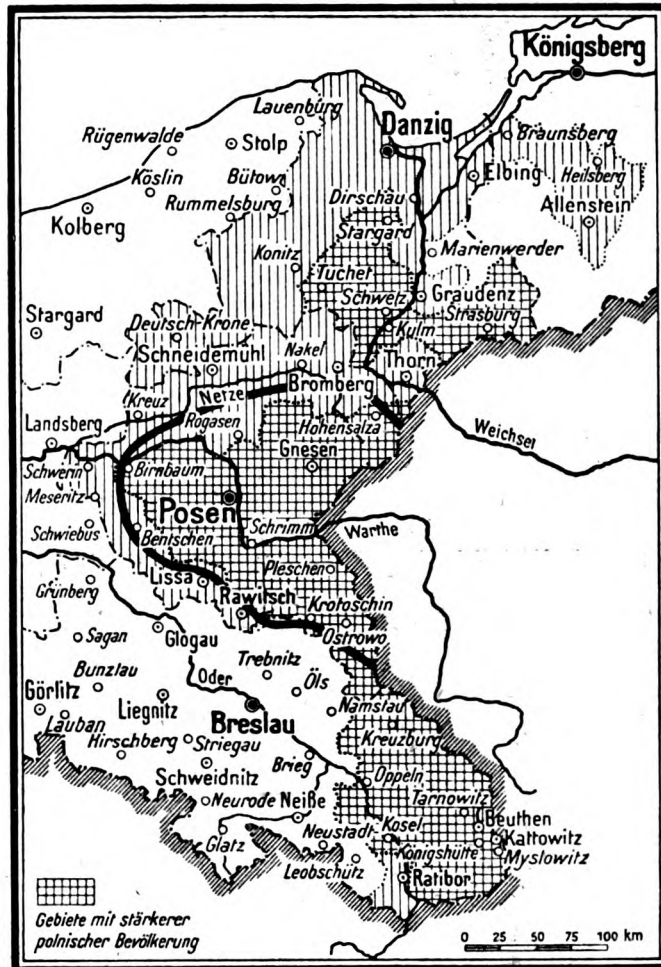 Königsberg
Lauenburg
Danzig
Braunsberg
Rügenwalde
Stolp
Elbing
Heilsberg
Köslin
Bütow
Dirschau
Allenstein
Kolberg
Rummelsburg
Stargard
Konitz
Marienwerder
Tuchel
Graudenz
Schwetz
Stargard
Strasburg
Deutsch-Krone
Kulm
Schneidemühl
Nakel
Thorn
Bromberg
Netze
Kreuz
Hohensalza
Landsberg
Rogasen
Weichsel
Gnesen
Schwerin
Birnbaum
Meseritz
Posen
Schwiebus
Bentschen
Schrimm
Warthe
Lissa
Pleschen
Grünberg
Rawitsch
Krotoschin
Glogau
Ostrowo
Sagan
Trebnitz
Bunzlau
Oder
Öls
Görlitz
Liegnitz
Namslau
Lauban
Breslau
Kreuzburg
Hirschberg
Striegau
Brieg
Schweidnitz
Oppeln
Tarnowitz
Neurode
Neiße
Beuthen
Neustadt
Kosel
Kattowitz
Glatz
Königshütte
Myslowitz
Leobschütz
Ratibor
Gebiete mit stärkerer
polnischer Bevölkerung
0 25 50 75 100 km